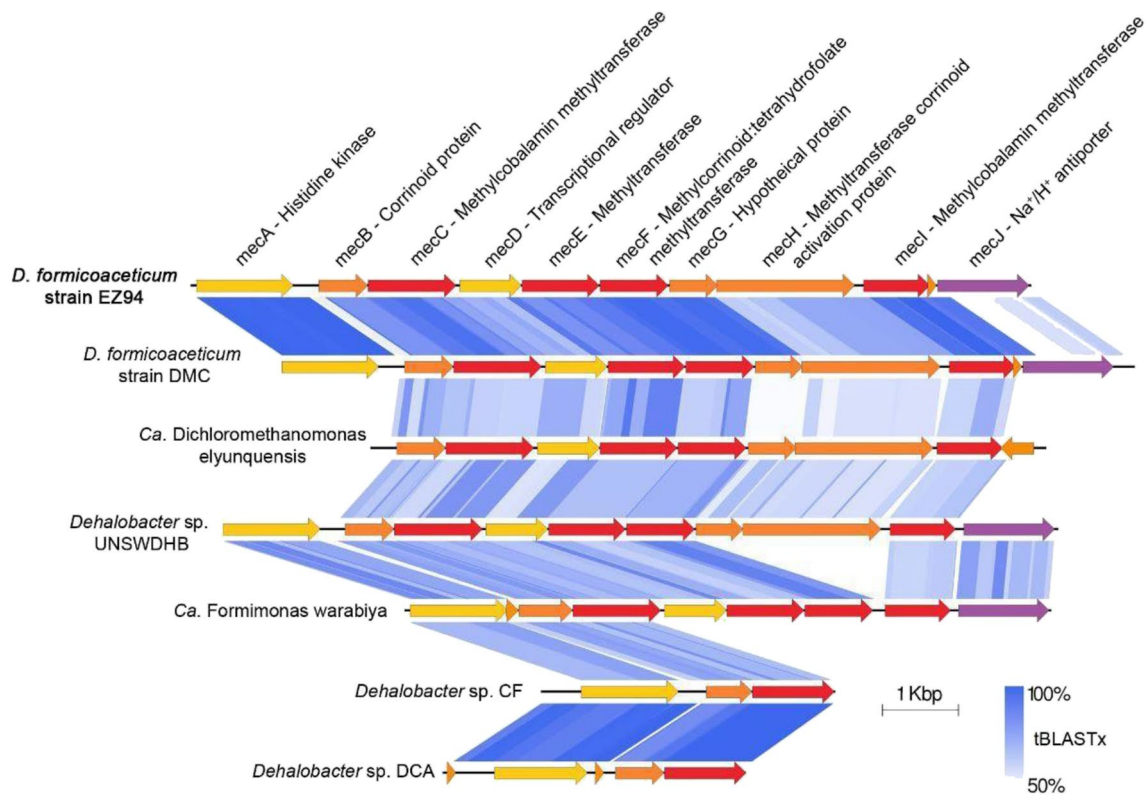 mecA - Histidine kinase
mecB - Corrinoid protein
mecC - Methylcobalamin methyltransferase
mecD - Transcriptional regulator
mecE - Methyltransferase
mecF - Methylcorrinoid:tetrahydrofolate
methyltransferase
mecG - Hypotheical protein
mecH - Methyltransferase corrinoid
activation protein
mecI - Methylcobalamin methyltransferase
mecJ - Na⁺/H⁺ antiporter
D. formicoaceticum
strain EZ94
D. formicoaceticum
strain DMC
Ca. Dichloromethanomonas
elyunquensis
Dehalobacter sp.
UNSWDHB
Ca. Formimonas warabiya
Dehalobacter sp. CF
Dehalobacter sp. DCA
1 Kbp
100%
tBLASTx
50%